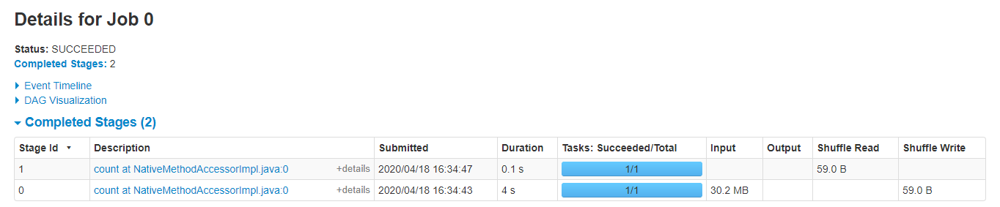 Details for Job 0
Status: SUCCEEDED
Completed Stages: 2
Event Timeline
DAG Visualization
Completed Stages (2)
Stage Id Description Submitted Duration Tasks: Succeeded/Total Input Output Shuffle Read Shuffle Write
1 count at NativeMethodAccessorImpl.java:0 +details 2020/04/18 16:34:47 0.1 s 1/1 59.0 B
0 count at NativeMethodAccessorImpl.java:0 +details 2020/04/18 16:34:43 4 s 1/1 30.2 MB 59.0 B